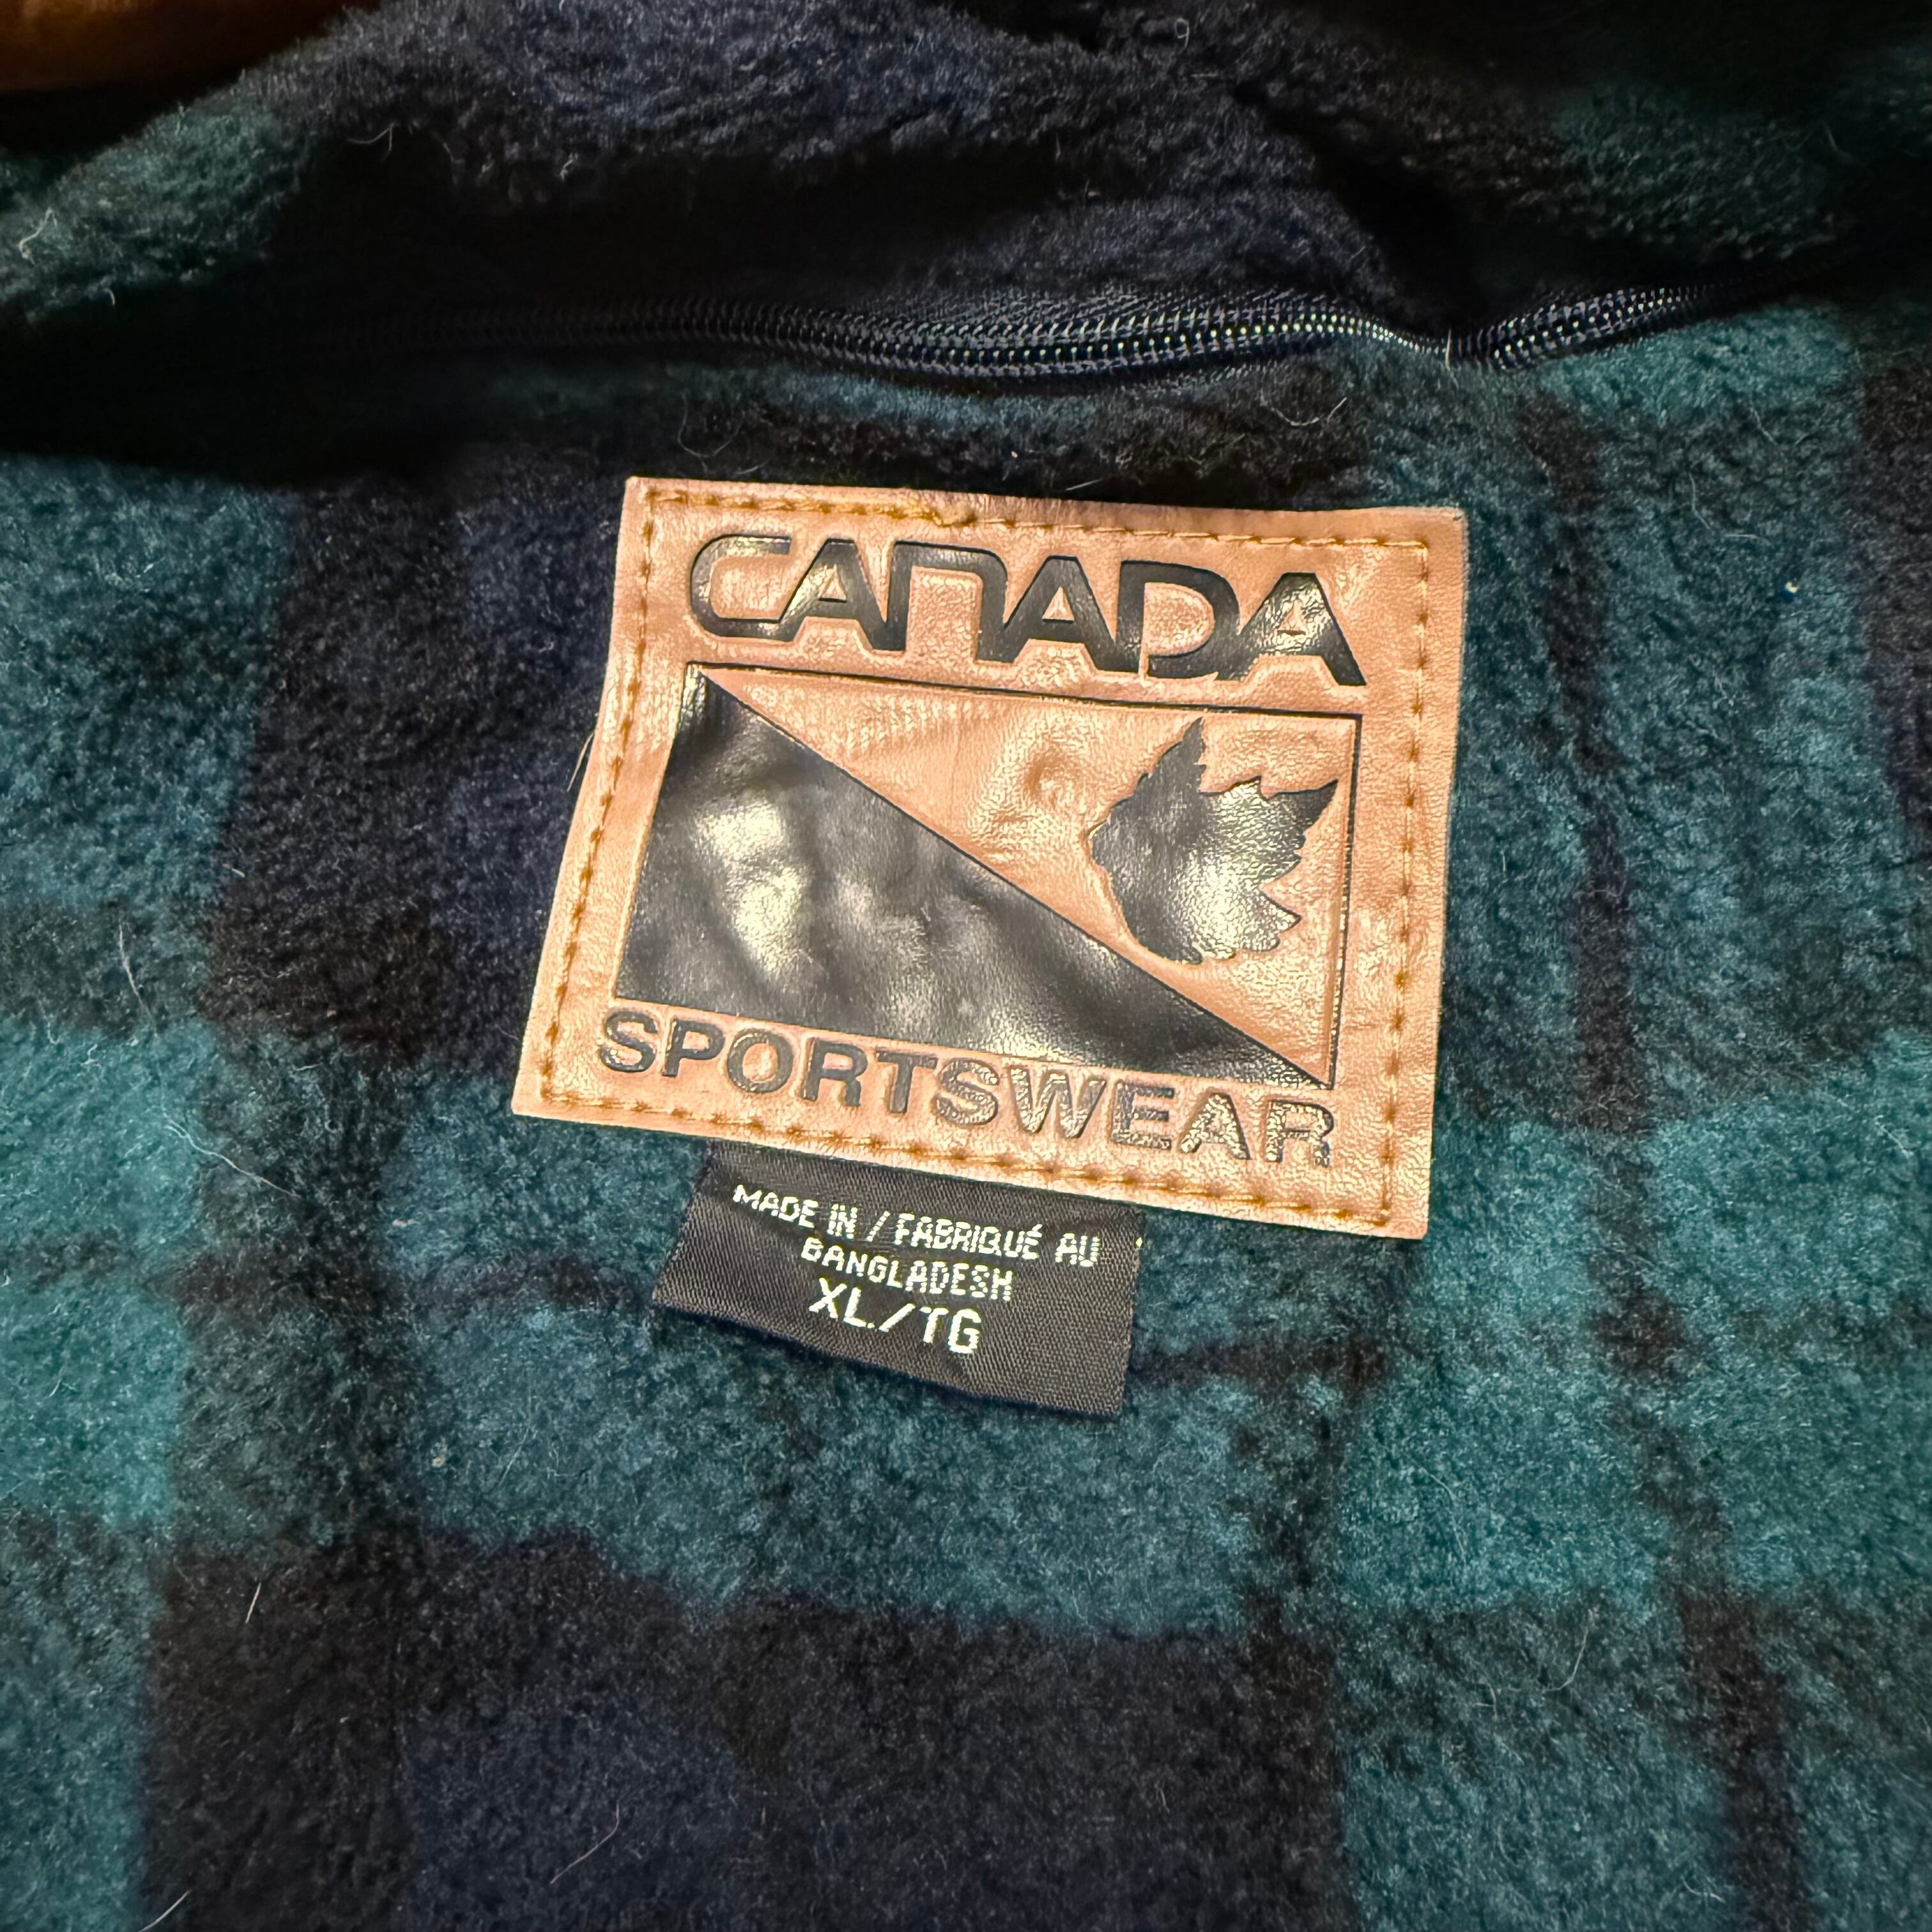 CANADA
SPORTSWEAR
MADE IN / FABRIQUÉ AU
BANGLADESH
XL/TG